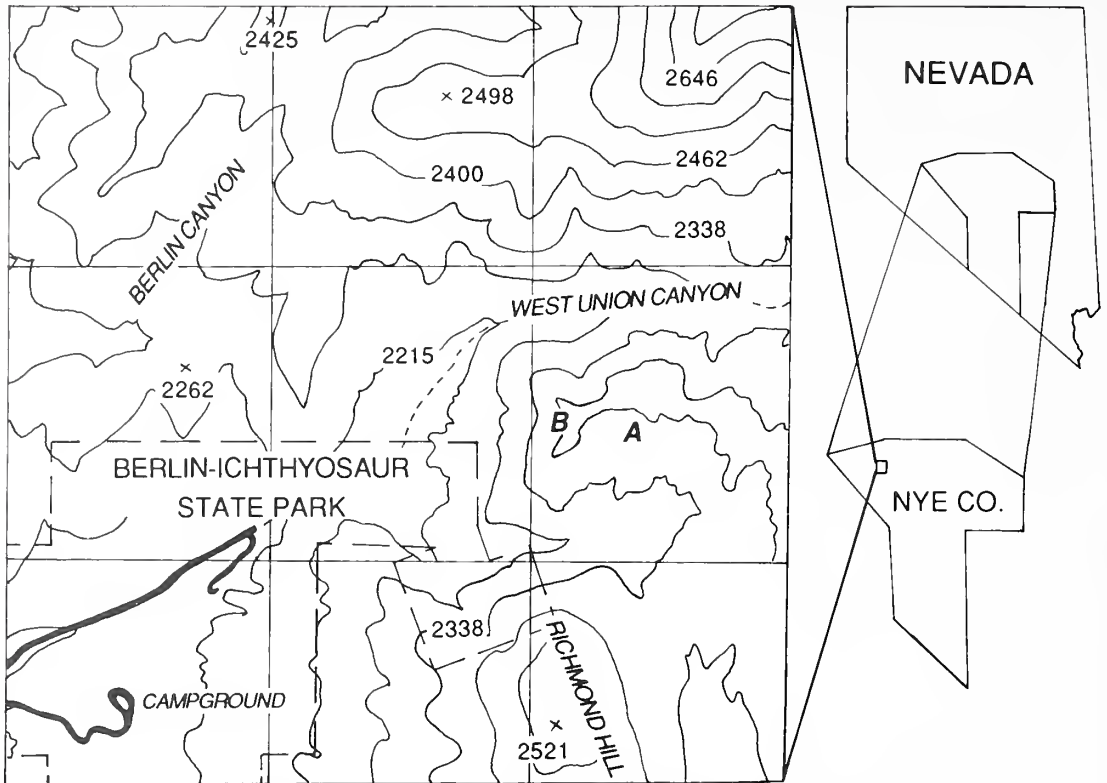 2425
2646
× 2498
2462
2400
2338
BERLIN CANYON
WEST UNION CANYON
2215
2262
B
A
BERLIN-ICHTHYOSAUR
STATE PARK
2338
RICHMOND HILL
CAMPGROUND
2521
NEVADA
NYE CO.